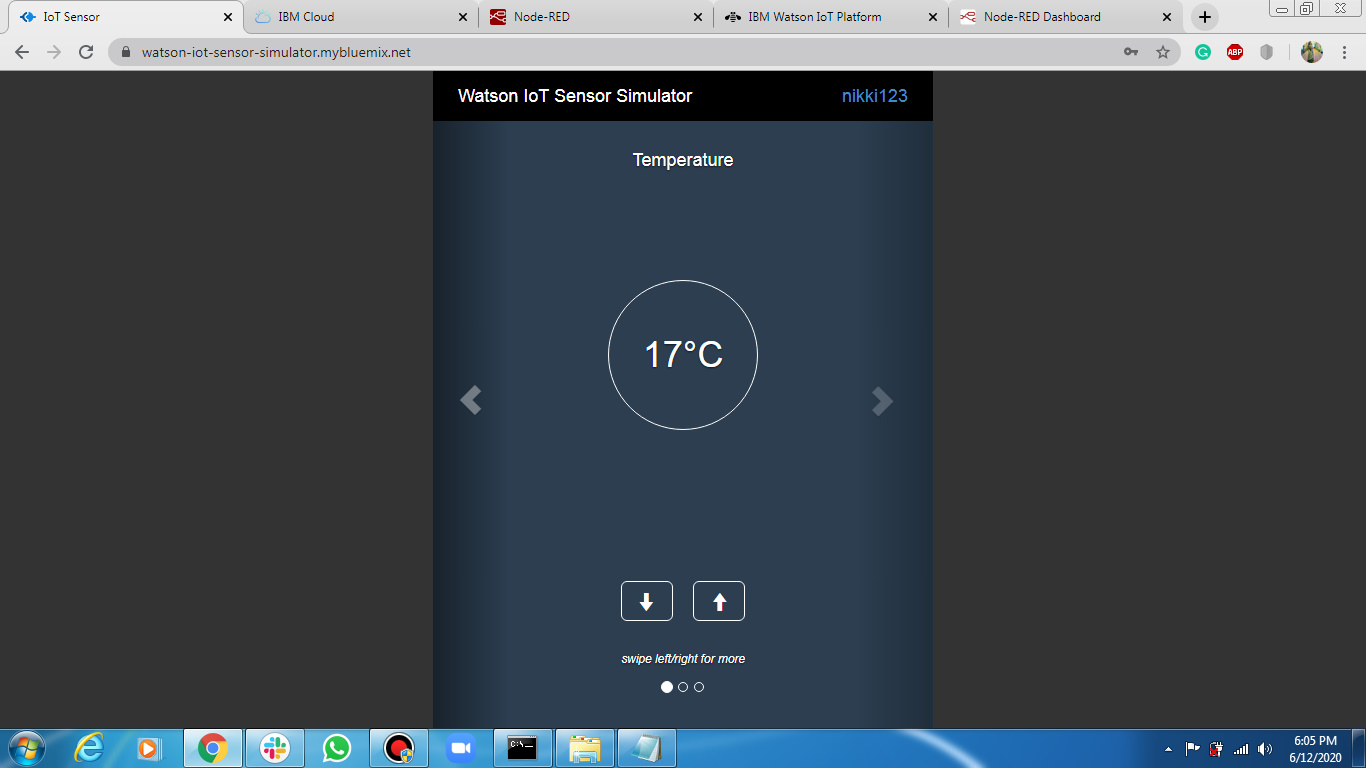 IoT Sensor
IBM Cloud
Node-RED
IBM Watson IoT Platform
Node-RED Dashboard
watson-iot-sensor-simulator.mybluemix.net
ABP
Watson IoT Sensor Simulator
nikki123
Temperature
17°C
swipe left/right for more
C:\_
6:05 PM
6/12/2020